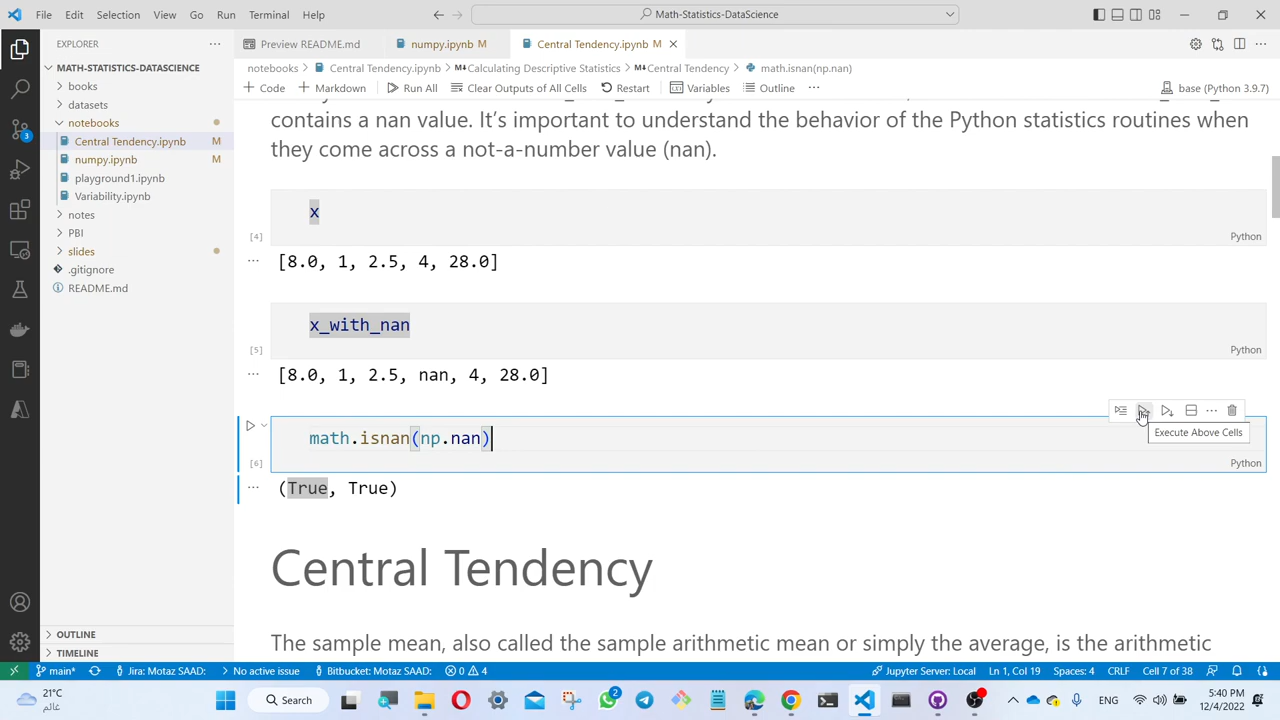 File Edit Selection View Go Run Terminal Help
Math-Statistics-DataScience
EXPLORER
Preview README.md
numpy.ipynb M
Central Tendency.ipynb M
MATH-STATISTICS-DATASCIENCE
notebooks > Central Tendency.ipynb > Calculating Descriptive Statistics > Central Tendency > math.isnan(np.nan)
books
Code Markdown Run All Clear Outputs of All Cells Restart Variables Outline
base (Python 3.9.7)
datasets
notebooks
Central Tendency.ipynb M
numpy.ipynb M
playground1.ipynb
Variability.ipynb
notes
PBI
slides
.gitignore
README.md
contains a nan value. It’s important to understand the behavior of the Python statistics routines when
they come across a not-a-number value (nan).
x
[4]
Python
[8.0, 1, 2.5, 4, 28.0]
x_with_nan
[5]
Python
[8.0, 1, 2.5, nan, 4, 28.0]
Execute Above Cells
math.isnan(np.nan)
[6]
Python
(True, True)
Central Tendency
The sample mean, also called the sample arithmetic mean or simply the average, is the arithmetic
OUTLINE
TIMELINE
3
main* Jira: Motaz SAAD: No active issue Bitbucket: Motaz SAAD: 0 4
Jupyter Server: Local Ln 1, Col 19 Spaces: 4 CRLF Cell 7 of 38
21°C
غائم
Search
2
ENG
5:40 PM
12/4/2022